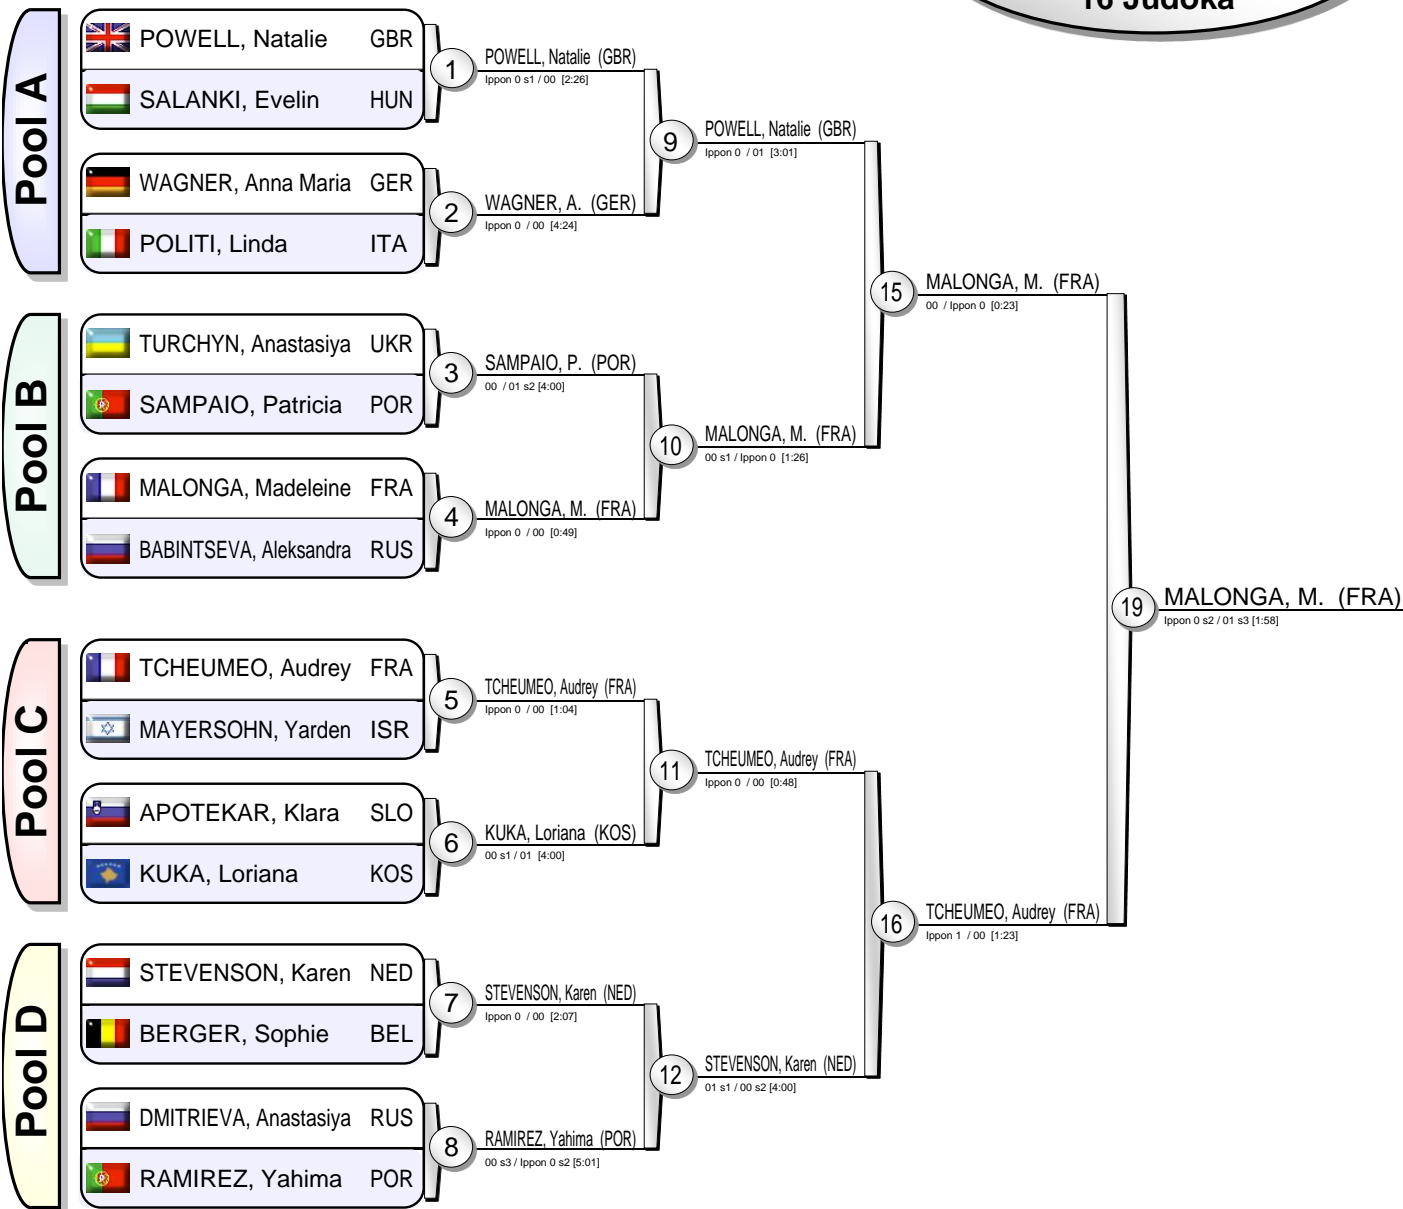 16 Judoka
Pool A
POWELL, Natalie GBR
SALANKI, Evelin HUN
1
POWELL, Natalie (GBR)
Ippon 0 s1 / 00 [2:26]
WAGNER, Anna Maria GER
POLITI, Linda ITA
2
WAGNER, A. (GER)
Ippon 0 / 00 [4:24]
9
POWELL, Natalie (GBR)
Ippon 0 / 01 [3:01]
Pool B
TURCHYN, Anastasiya UKR
SAMPAIO, Patricia POR
3
SAMPAIO, P. (POR)
00 / 01 s2 [4:00]
MALONGA, Madeleine FRA
BABINTSEVA, Aleksandra RUS
4
MALONGA, M. (FRA)
Ippon 0 / 00 [0:49]
10
MALONGA, M. (FRA)
00 s1 / Ippon 0 [1:26]
15
MALONGA, M. (FRA)
00 / Ippon 0 [0:23]
Pool C
TCHEUMEO, Audrey FRA
MAYERSOHN, Yarden ISR
5
TCHEUMEO, Audrey (FRA)
Ippon 0 / 00 [1:04]
APOTEKAR, Klara SLO
KUKA, Loriana KOS
6
KUKA, Loriana (KOS)
00 s1 / 01 [4:00]
11
TCHEUMEO, Audrey (FRA)
Ippon 0 / 00 [0:48]
Pool D
STEVENSON, Karen NED
BERGER, Sophie BEL
7
STEVENSON, Karen (NED)
Ippon 0 / 00 [2:07]
DMITRIEVA, Anastasiya RUS
RAMIREZ, Yahima POR
8
RAMIREZ, Yahima (POR)
00 s3 / Ippon 0 s2 [5:01]
12
STEVENSON, Karen (NED)
01 s1 / 00 s2 [4:00]
16
TCHEUMEO, Audrey (FRA)
Ippon 1 / 00 [1:23]
19
MALONGA, M. (FRA)
Ippon 0 s2 / 01 s3 [1:58]